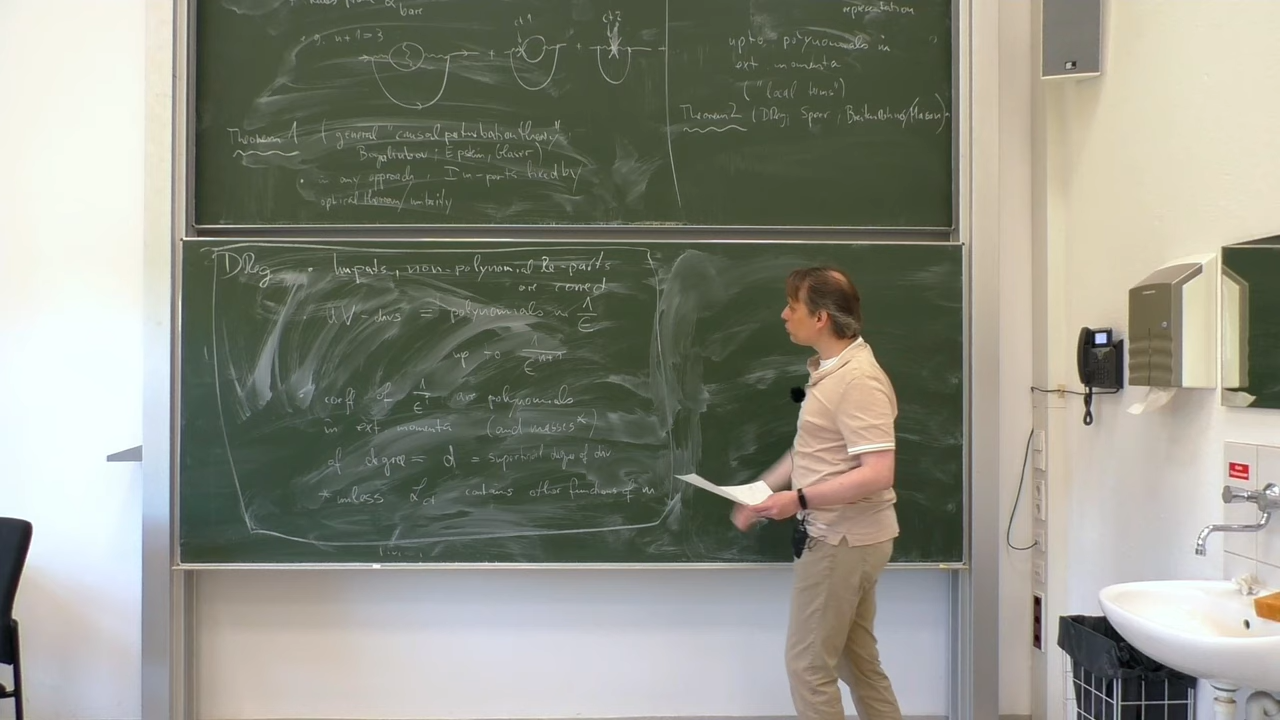 bare
e.g. n+1=3
+
ct1
+
ct2
Theorem 1 (general "causal perturbation theory"
Bogoliubov; Epstein, Glaser)
• in any approach, Im-parts fixed by
optical theorem/unitarity
representation
up to polynomials in
ext momenta
("local terms")
Theorem 2 (DReg; Speer; Breitenlohner/Maison)
DReg • Imparts, non-polynomial Re-parts
are correct
UV-divs = polynomials in 1/ϵ
up to 1/ϵⁿ⁺¹
coeff of 1/ϵⁱ are polynomials
in ext momenta (and masses*)
of degree = d = superficial degree of div
*unless ℒct contains other functions of m